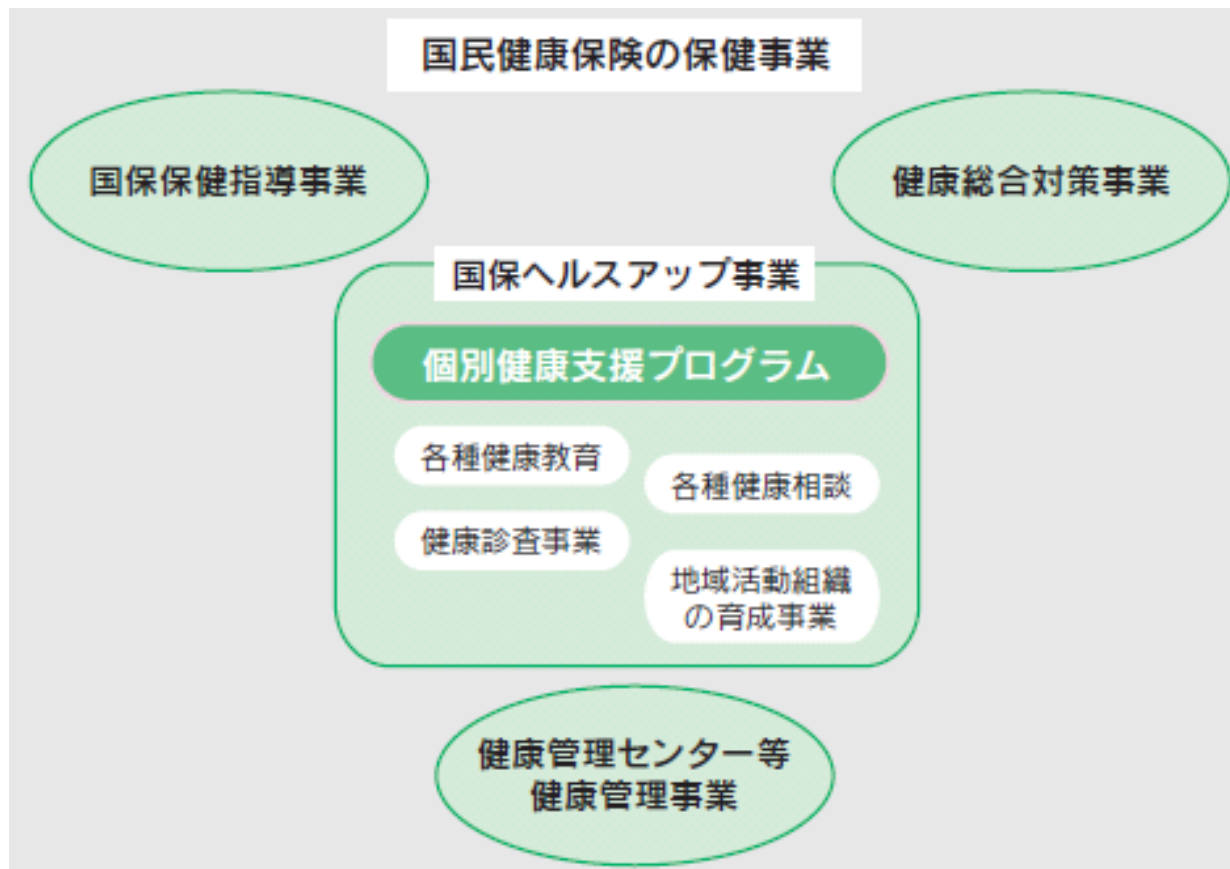 国民健康保険の保健事業
国保保健指導事業
健康総合対策事業
国保ヘルスアップ事業
個別健康支援プログラム
各種健康教育
各種健康相談
健康診査事業
地域活動組織
の育成事業
健康管理センター等
健康管理事業